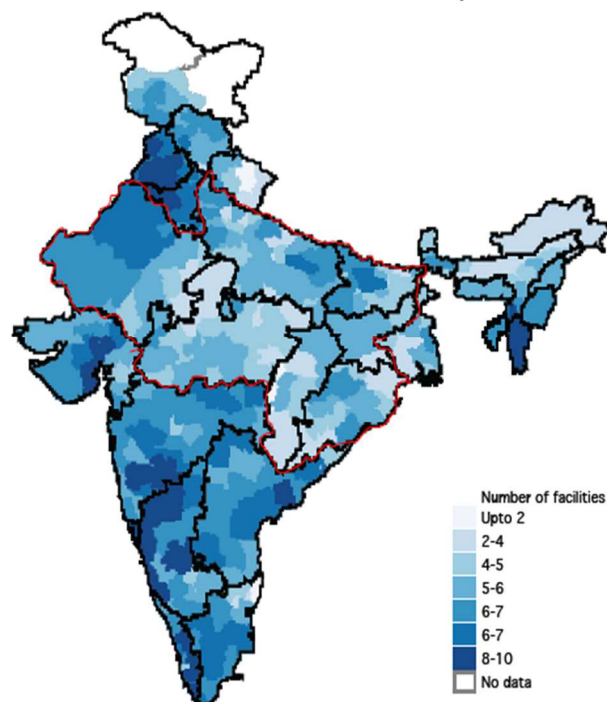 Number of facilities
Upto 2
2-4
4-5
5-6
6-7
6-7
8-10
No data